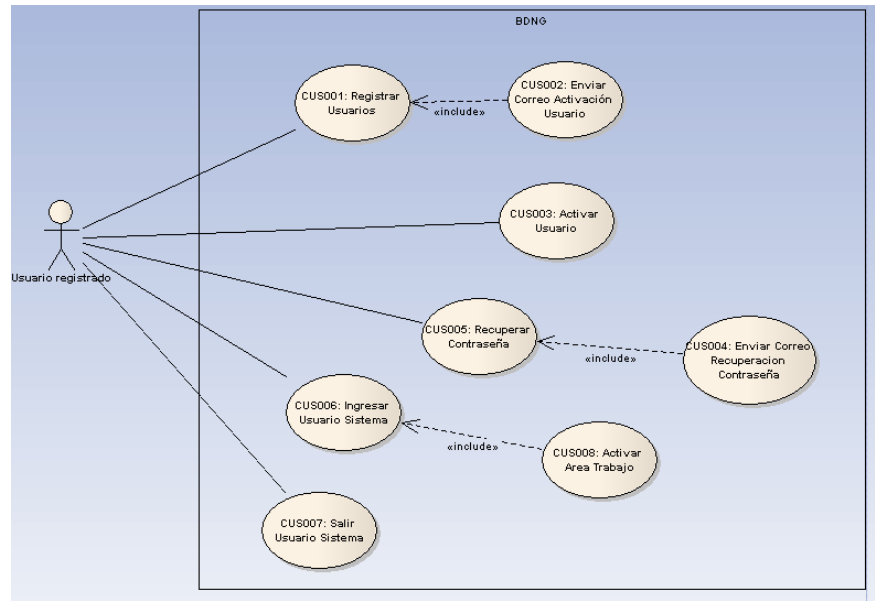 BDNG
CUS001: Registrar
Usuarios
«include»
CUS002: Enviar
Correo Activación
Usuario
CUS003: Activar
Usuario
Usuario registrado
CUS005: Recuperar
Contraseña
«include»
CUS004: Enviar Correo
Recuperacion
Contraseña
CUS006: Ingresar
Usuario Sistema
«include»
CUS008: Activar
Area Trabajo
CUS007: Salir
Usuario Sistema